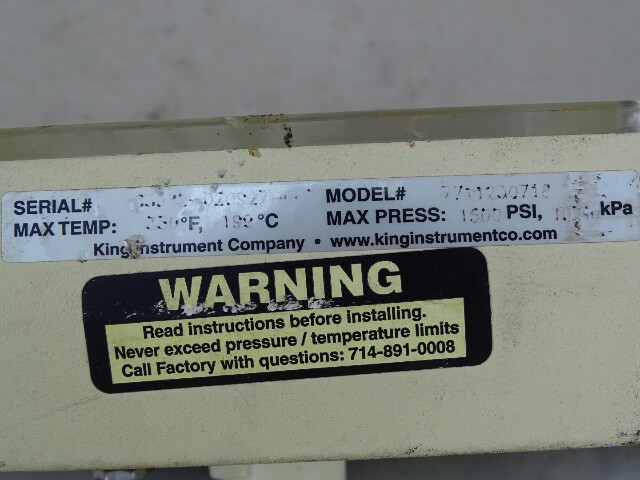 SERIAL# MODEL#
MAX TEMP: °F, °C MAX PRESS: PSI, kPa
King Instrument Company • www.kinginstrumentco.com
WARNING
Read instructions before installing.
Never exceed pressure / temperature limits
Call Factory with questions: 714-891-0008